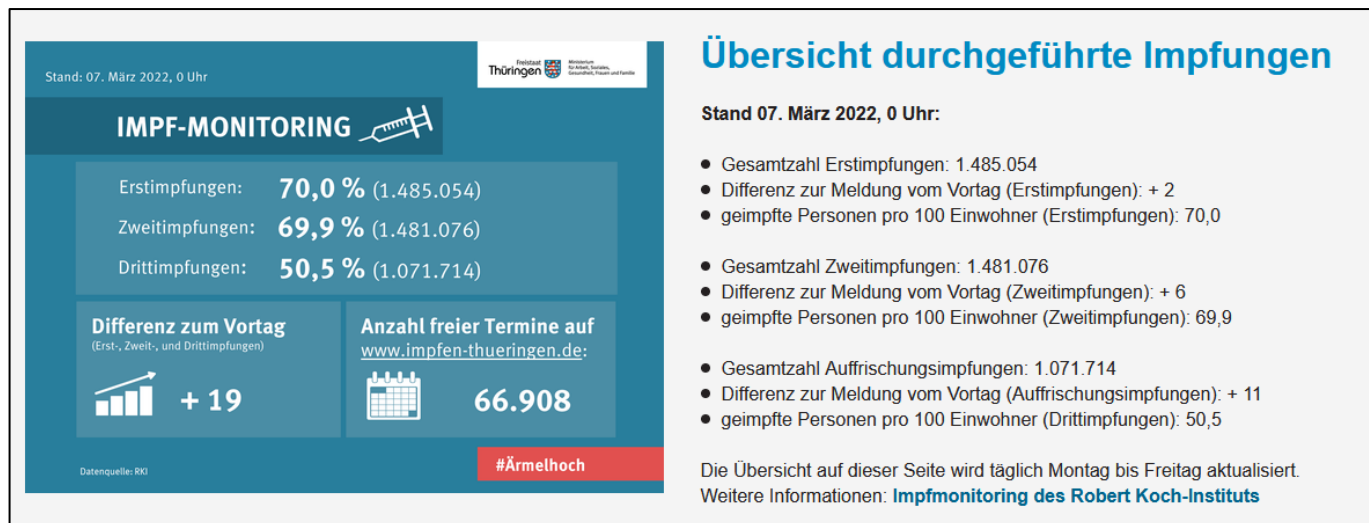 Stand: 07. März 2022, 0 Uhr
Freistaat
Thüringen
Ministerium
für Arbeit, Soziales,
Gesundheit, Frauen und Familie
IMPF-MONITORING
Erstimpfungen: 70,0 % (1.485.054)
Zweitimpfungen: 69,9 % (1.481.076)
Drittimpfungen: 50,5 % (1.071.714)
Differenz zum Vortag
(Erst-, Zweit-, und Drittimpfungen)
+ 19
Anzahl freier Termine auf
www.impfen-thueringen.de:
66.908
Datenquelle: RKI
#Ärmelhoch
Übersicht durchgeführte Impfungen
Stand 07. März 2022, 0 Uhr:
• Gesamtzahl Erstimpfungen: 1.485.054
• Differenz zur Meldung vom Vortag (Erstimpfungen): + 2
• geimpfte Personen pro 100 Einwohner (Erstimpfungen): 70,0
• Gesamtzahl Zweitimpfungen: 1.481.076
• Differenz zur Meldung vom Vortag (Zweitimpfungen): + 6
• geimpfte Personen pro 100 Einwohner (Zweitimpfungen): 69,9
• Gesamtzahl Auffrischungsimpfungen: 1.071.714
• Differenz zur Meldung vom Vortag (Auffrischungsimpfungen): + 11
• geimpfte Personen pro 100 Einwohner (Drittimpfungen): 50,5
Die Übersicht auf dieser Seite wird täglich Montag bis Freitag aktualisiert.
Weitere Informationen: Impfmonitoring des Robert Koch-Instituts